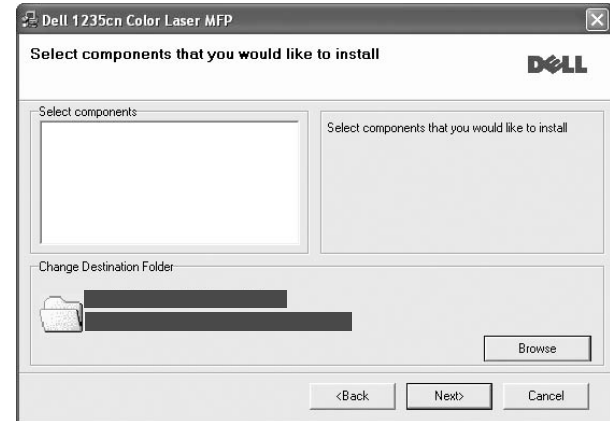 Dell 1235cn Color Laser MFP
Select components that you would like to install
DELL
Select components
Select components that you would like to install
Change Destination Folder
Browse
<Back
Next>
Cancel